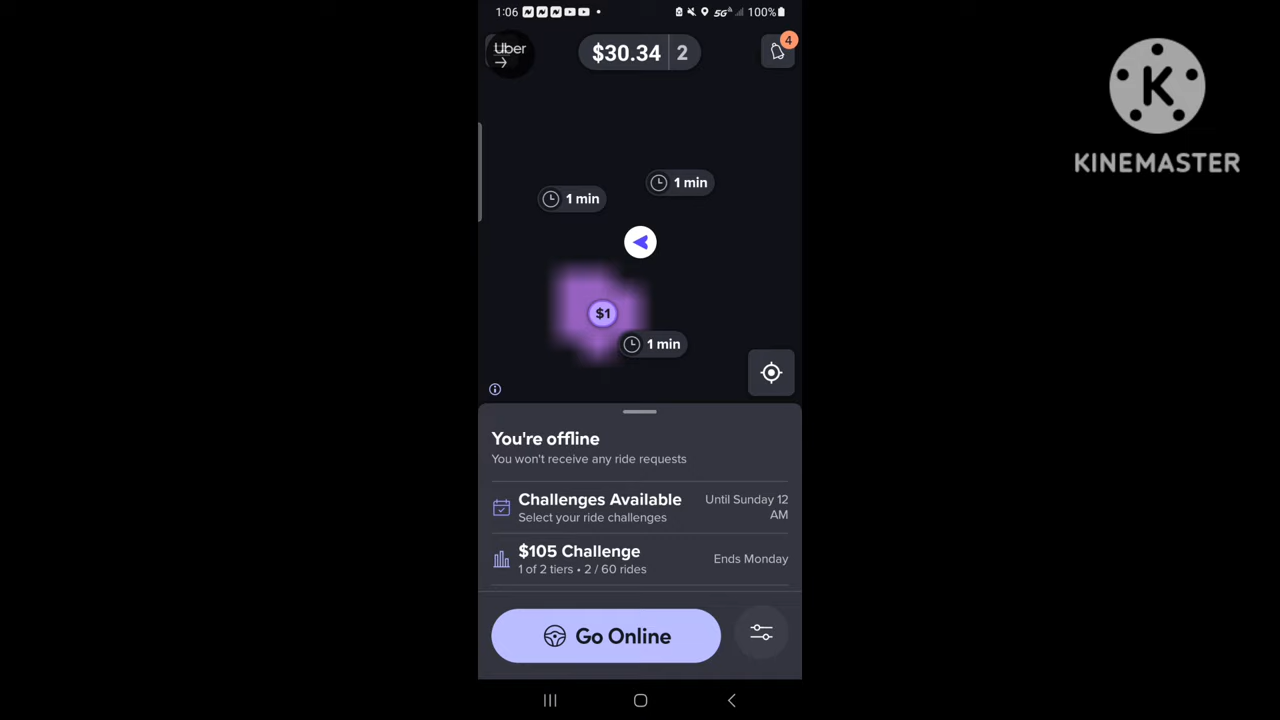 1:06
5G
100%
Uber
$30.34 2
4
K
KINEMASTER
1 min
1 min
$1
1 min
You're offline
You won't receive any ride requests
Challenges Available
Select your ride challenges
Until Sunday 12
AM
$105 Challenge
1 of 2 tiers • 2 / 60 rides
Ends Monday
Go Online